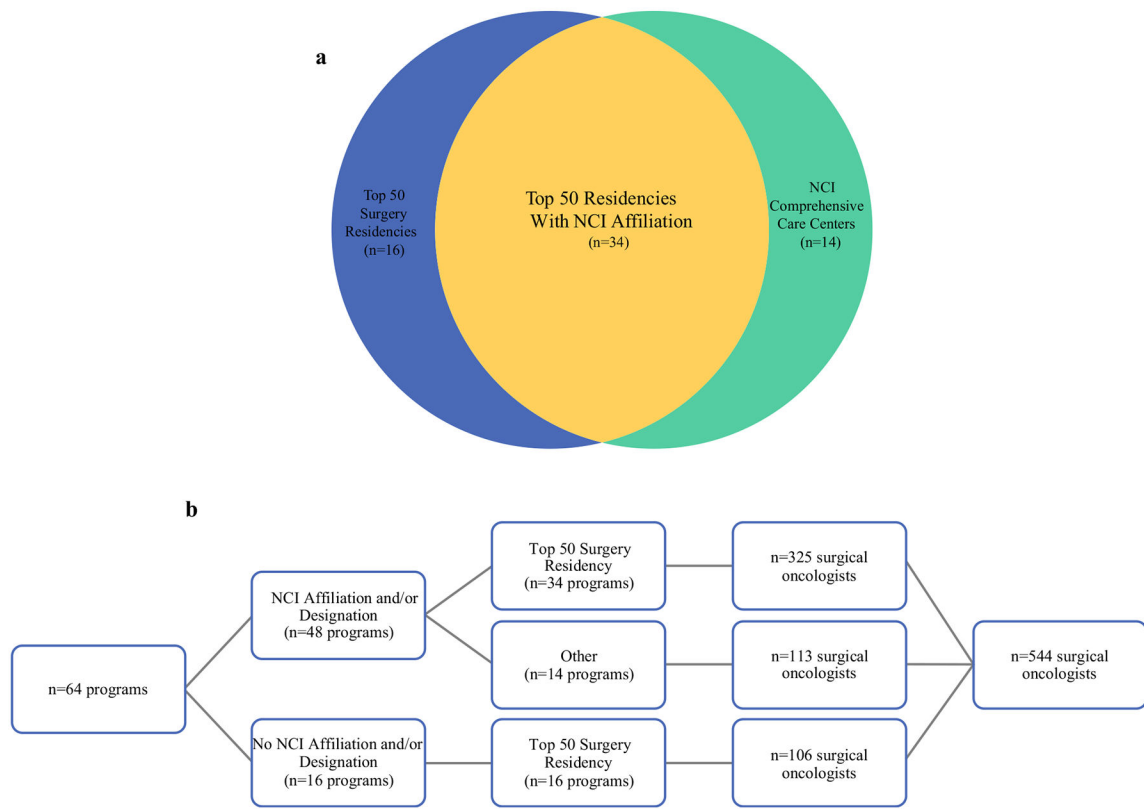 a
Top 50
Surgery
Residencies
(n=16)
Top 50 Residencies
With NCI Affiliation
(n=34)
NCI
Comprehensive
Care Centers
(n=14)
b
n=64 programs
NCI Affiliation and/or
Designation
(n=48 programs)
No NCI Affiliation and/or
Designation
(n=16 programs)
Top 50 Surgery
Residency
(n=34 programs)
Other
(n=14 programs)
Top 50 Surgery
Residency
(n=16 programs)
n=325 surgical
oncologists
n=113 surgical
oncologists
n=106 surgical
oncologists
n=544 surgical
oncologists